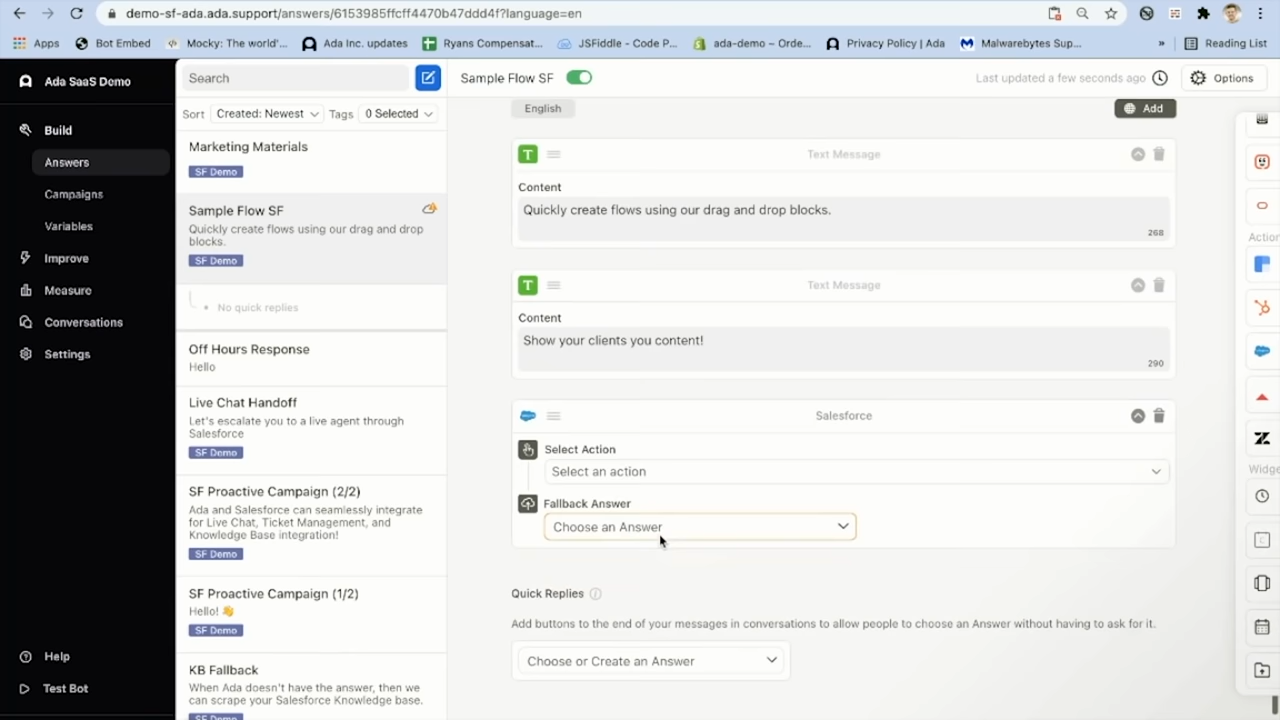 demo-sf-ada.ada.support/answers/6153985ffcff4470b47ddd4f?language=en
Apps
Bot Embed
Mocky: The world'...
Ada Inc. updates
Ryans Compensat...
JSFiddle - Code P...
ada-demo – Orde...
Privacy Policy | Ada
Malwarebytes Sup...
»
Reading List
Ada SaaS Demo
Build
Answers
Campaigns
Variables
Improve
Measure
Conversations
Settings
Help
Test Bot
Search
Sort
Created: Newest
Tags
0 Selected
Marketing Materials
SF Demo
Sample Flow SF
Quickly create flows using our drag and drop
blocks.
SF Demo
• No quick replies
Off Hours Response
Hello
Live Chat Handoff
Let's escalate you to a live agent through
Salesforce
SF Demo
SF Proactive Campaign (2/2)
Ada and Salesforce can seamlessly integrate
for Live Chat, Ticket Management, and
Knowledge Base integration!
SF Demo
SF Proactive Campaign (1/2)
Hello! 👋
SF Demo
KB Fallback
When Ada doesn't have the answer, then we
can scrape your Salesforce Knowledge base.
SF Demo
Sample Flow SF
Last updated a few seconds ago
Options
English
Add
T
Text Message
Content
Quickly create flows using our drag and drop blocks.
268
T
Text Message
Content
Show your clients you content!
290
Salesforce
Select Action
Select an action
Fallback Answer
Choose an Answer
Quick Replies
Add buttons to the end of your messages in conversations to allow people to choose an Answer without having to ask for it.
Choose or Create an Answer